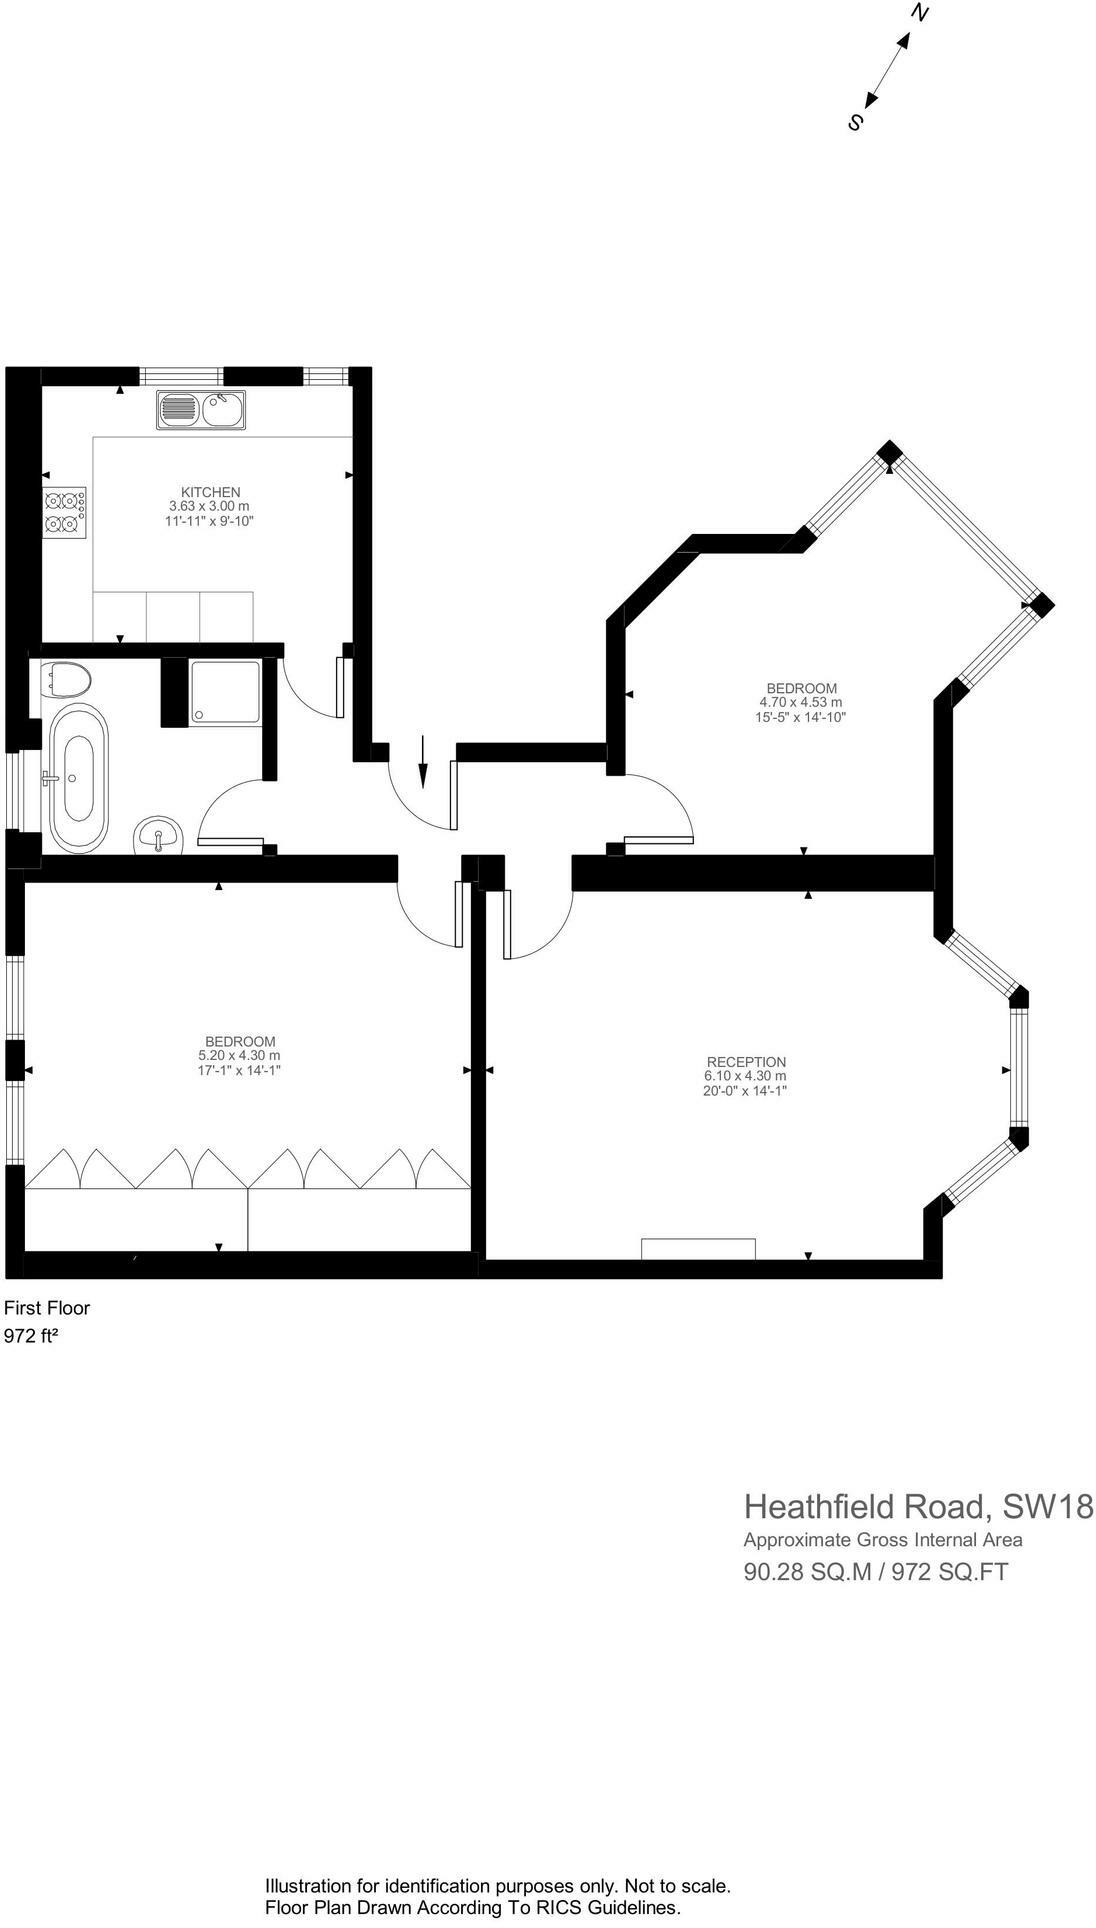 N
S
KITCHEN
3.63 x 3.00 m
11'-11" x 9'-10"
BEDROOM
4.70 x 4.53 m
15'-5" x 14'-10"
BEDROOM
5.20 x 4.30 m
17'-1" x 14'-1"
RECEPTION
6.10 x 4.30 m
20'-0" x 14'-1"
First Floor
972 ft²
Heathfield Road, SW18
Approximate Gross Internal Area
90.28 SQ.M / 972 SQ.FT
Illustration for identification purposes only. Not to scale.
Floor Plan Drawn According To RICS Guidelines.